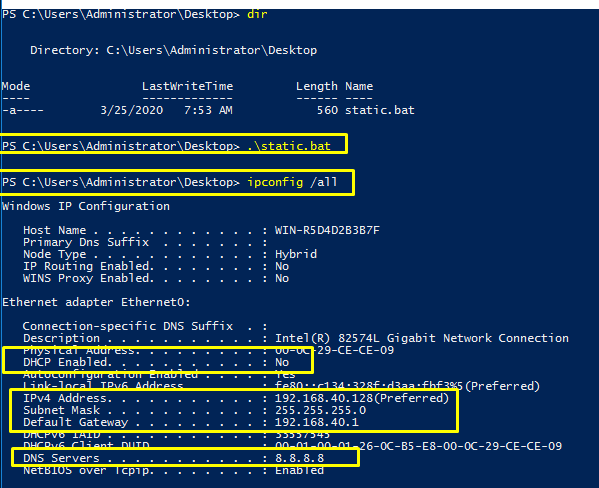 PS C:\Users\Administrator\Desktop> dir
Directory: C:\Users\Administrator\Desktop
Mode LastWriteTime Length Name
---- ------------- ------ ----
-a---- 3/25/2020 7:53 AM 560 static.bat
PS C:\Users\Administrator\Desktop> .\static.bat
PS C:\Users\Administrator\Desktop> ipconfig /all
Windows IP Configuration
Host Name . . . . . . . . . . . . : WIN-R5D4D2B3B7F
Primary Dns Suffix . . . . . . . :
Node Type . . . . . . . . . . . . : Hybrid
IP Routing Enabled. . . . . . . . : No
WINS Proxy Enabled. . . . . . . . : No
Ethernet adapter Ethernet0:
Connection-specific DNS Suffix . :
Description . . . . . . . . . . . : Intel(R) 82574L Gigabit Network Connection
Physical Address. . . . . . . . . : 00-0C-29-CE-CE-09
DHCP Enabled. . . . . . . . . . . : No
Autoconfiguration Enabled . . . . : Yes
Link-local IPv6 Address . . . . . : fe80::c134:328f:d3aa:fbf3%5(Preferred)
IPv4 Address. . . . . . . . . . . : 192.168.40.128(Preferred)
Subnet Mask . . . . . . . . . . . : 255.255.255.0
Default Gateway . . . . . . . . . : 192.168.40.1
DHCPv6 IAID . . . . . . . . . . . : 33557545
DHCPv6 Client DUID. . . . . . . . : 00-01-00-01-26-0C-B5-E8-00-0C-29-CE-CE-09
DNS Servers . . . . . . . . . . . : 8.8.8.8
NetBIOS over Tcpip. . . . . . . . : Enabled